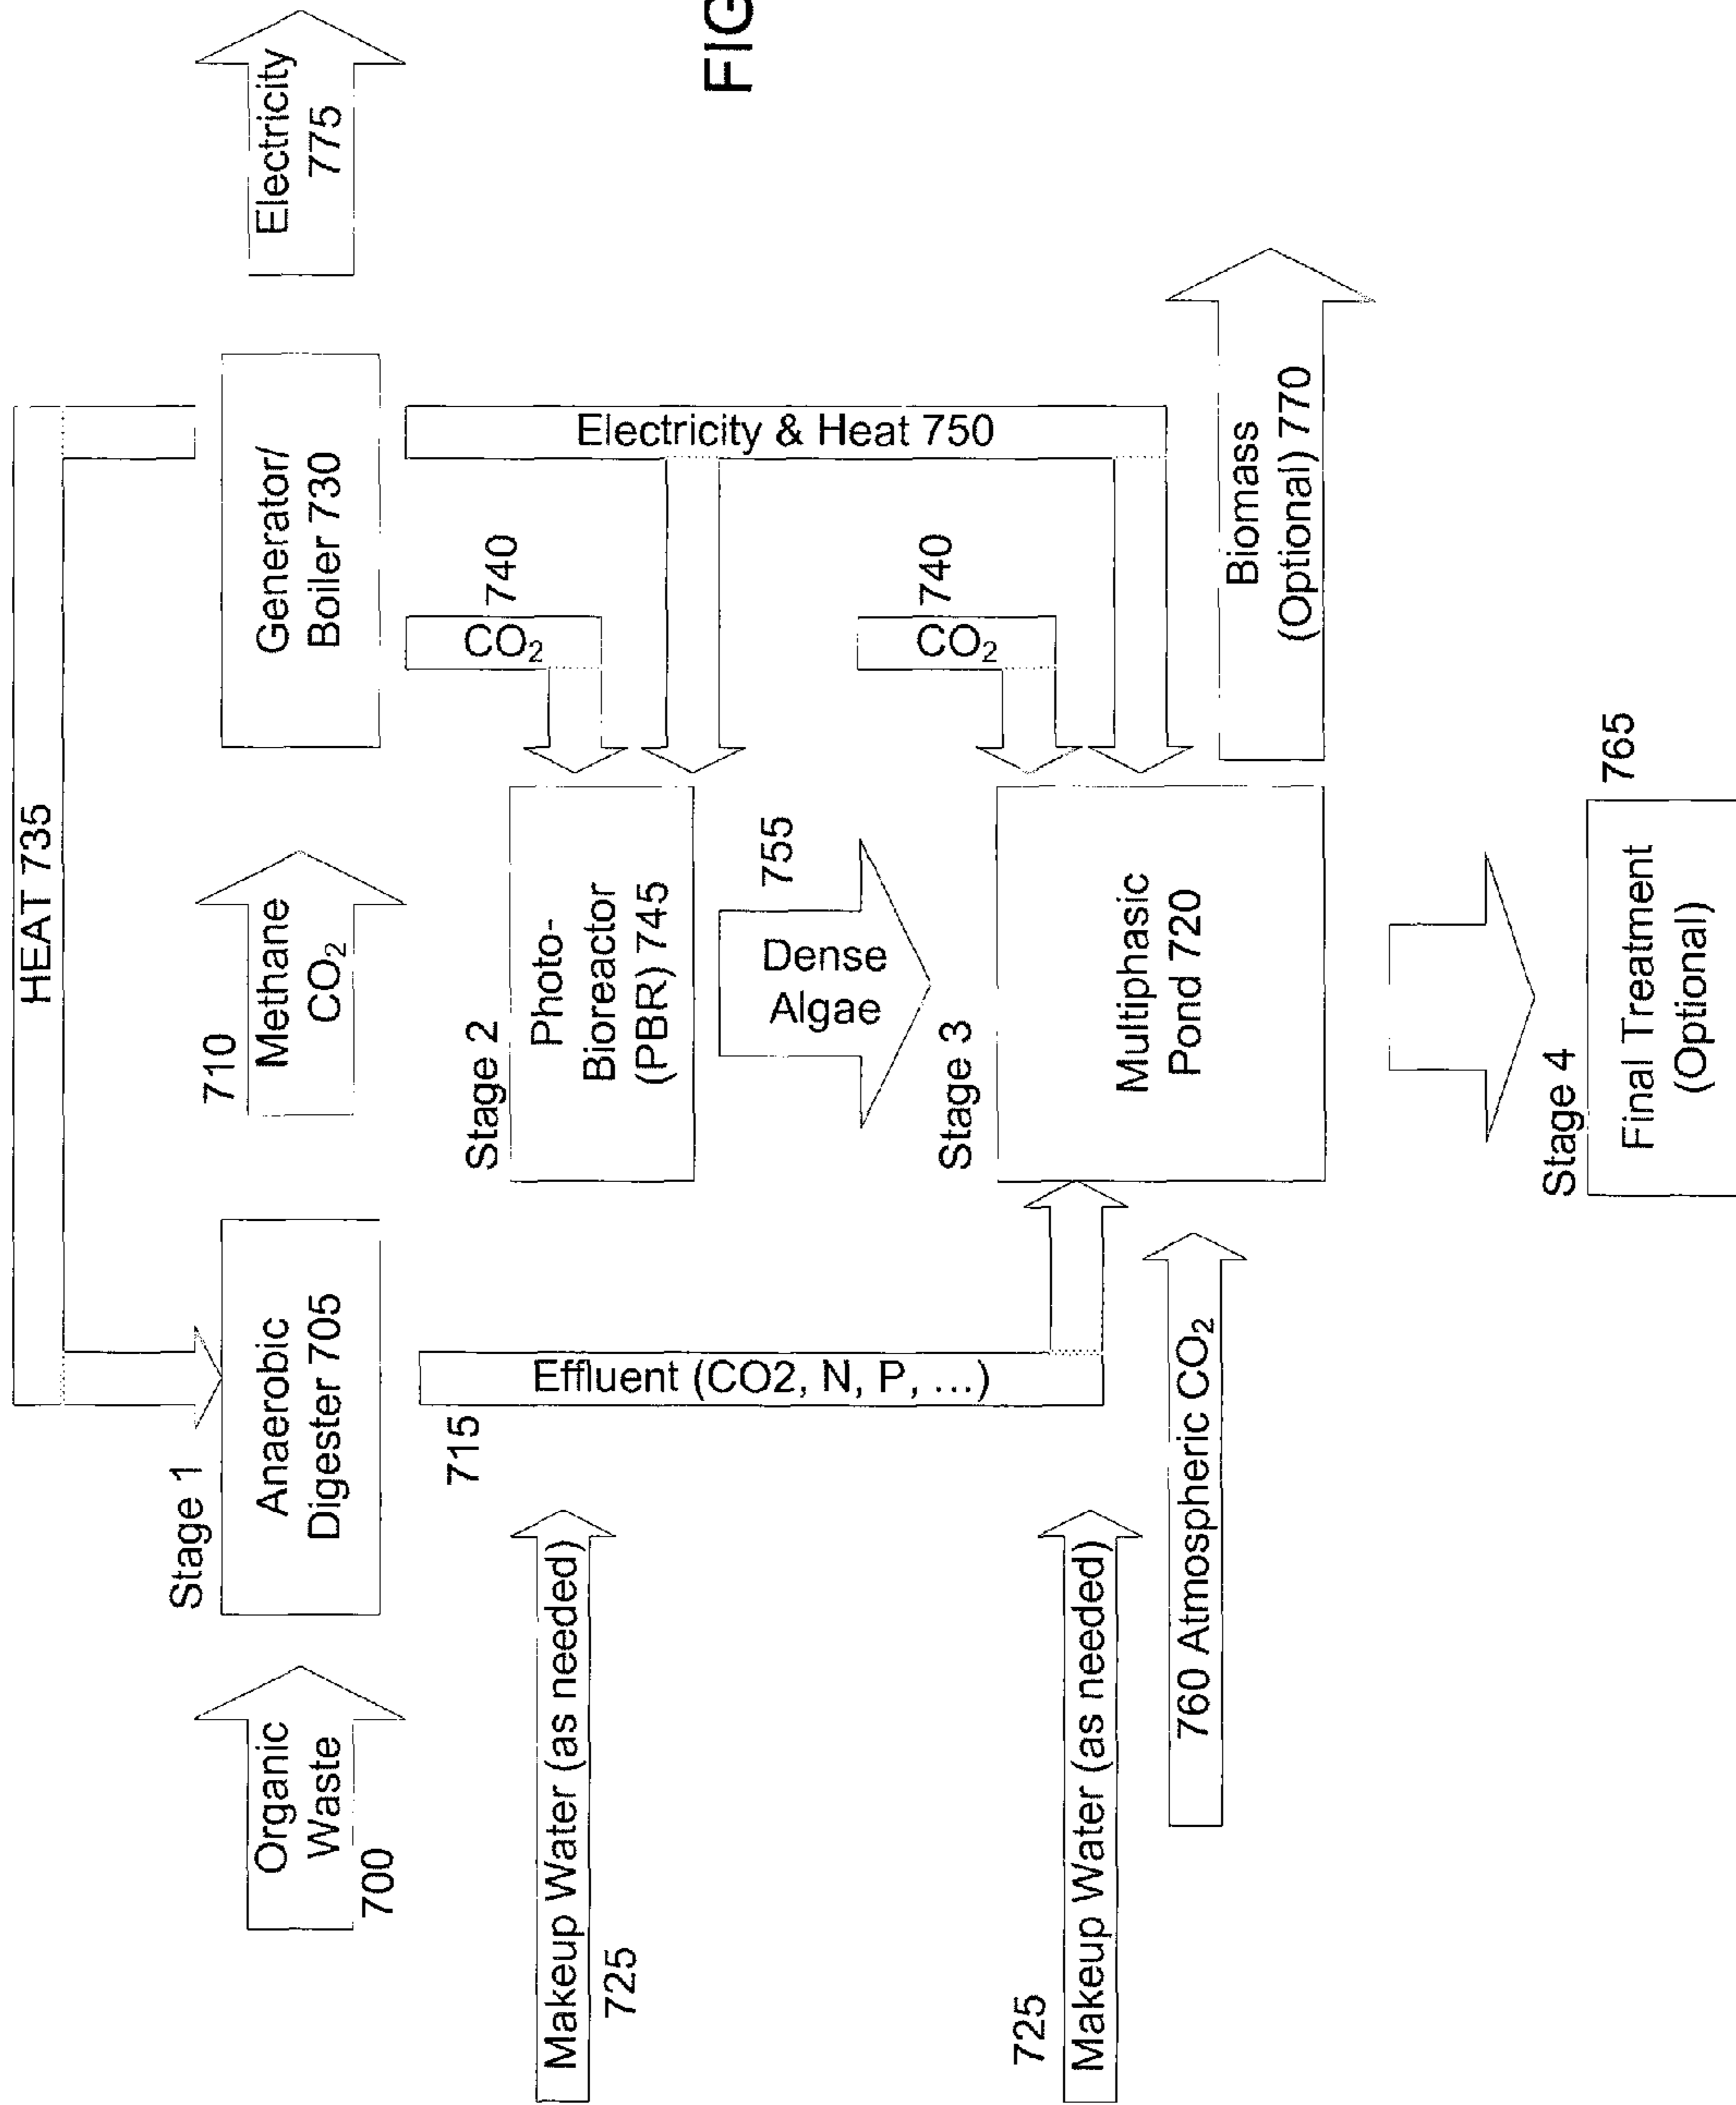 HEAT 735
Stage 1
710
Organic
Waste
700
Anaerobic
Digester 705
Methane
CO₂
Generator/
Boiler 730
Electricity
775
715
Effluent (CO2, N, P, ...)
Makeup Water (as needed)
725
Stage 2
Photo-
Bioreactor
(PBR) 745
CO₂
740
Electricity & Heat 750
Dense
Algae
755
725
Makeup Water (as needed)
760 Atmospheric CO₂
Stage 3
Multiphasic
Pond 720
CO₂
740
Biomass
(Optional) 770
Stage 4
765
Final Treatment
(Optional)
FIG